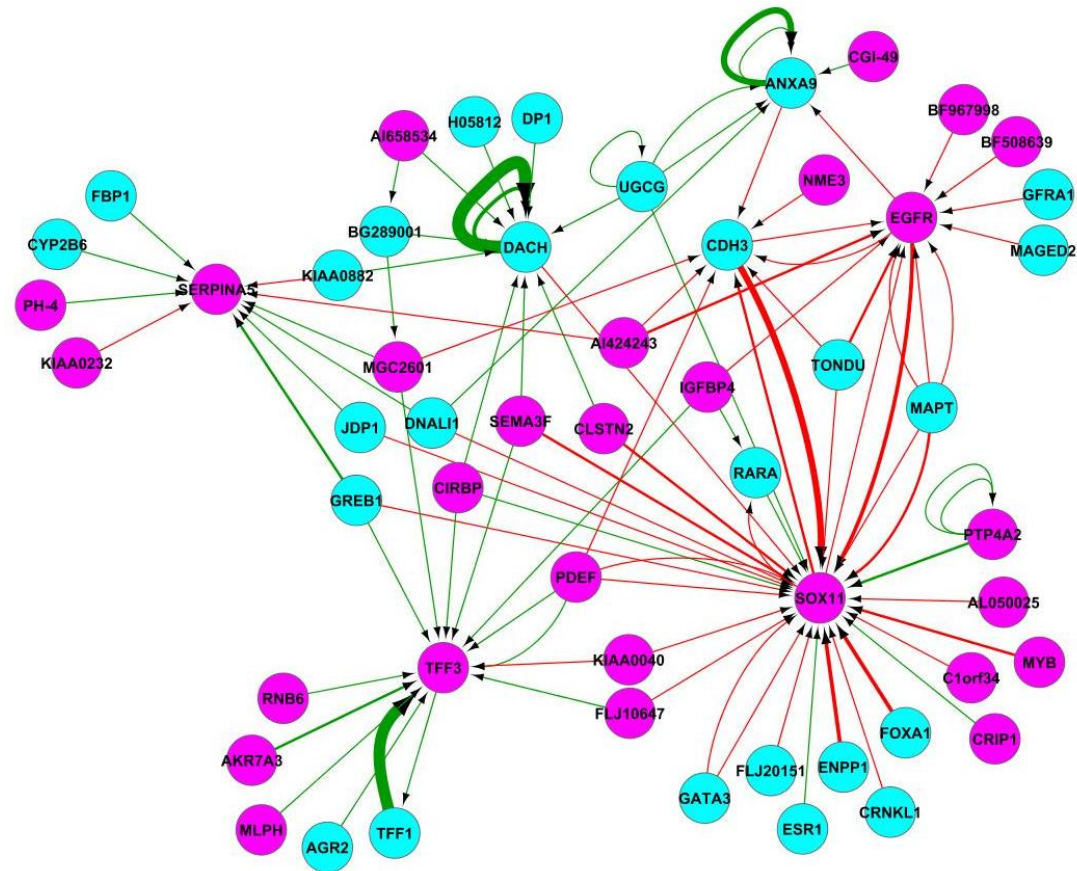 CGI-49
ANXA9
BF967998
H05812
DP1
AI658534
BF508639
NME3
UGCG
GFRA1
FBP1
EGFR
BG289001
CYP2B6
DACH
CDH3
MAGED2
KIAA0882
SERPINA5
PH-4
AI424243
KIAA0232
MGC2601
TONDU
IGFBP4
MAPT
JDP1
DNALI1
SEMA3F
CLSTN2
RARA
CIRBP
GREB1
PTP4A2
PDEF
SOX11
AL050025
KIAA0040
TFF3
MYB
C1orf34
RNB6
FLJ10647
FOXA1
CRIP1
AKR7A3
ENPP1
FLJ20151
GATA3
CRNKL1
MLPH
TFF1
ESR1
AGR2